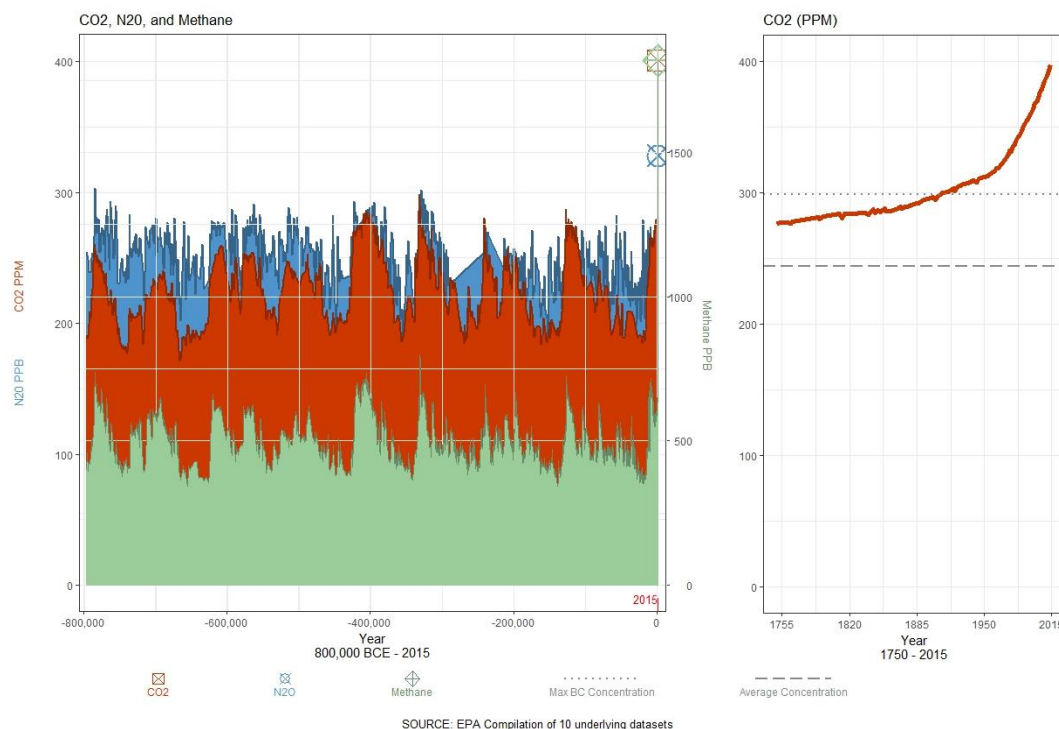 CO2, N20, and Methane
CO2 (PPM)
400
300
200
100
0
CO2 PPM
N20 PPB
1500
1000
500
0
Methane PPB
2015
-800,000
-600,000
-400,000
-200,000
0
Year
800,000 BCE - 2015
400
300
200
100
0
1755
1820
1885
1950
2015
Year
1750 - 2015
CO2
N2O
Methane
Max BC Concentration
Average Concentration
SOURCE: EPA Compilation of 10 underlying datasets